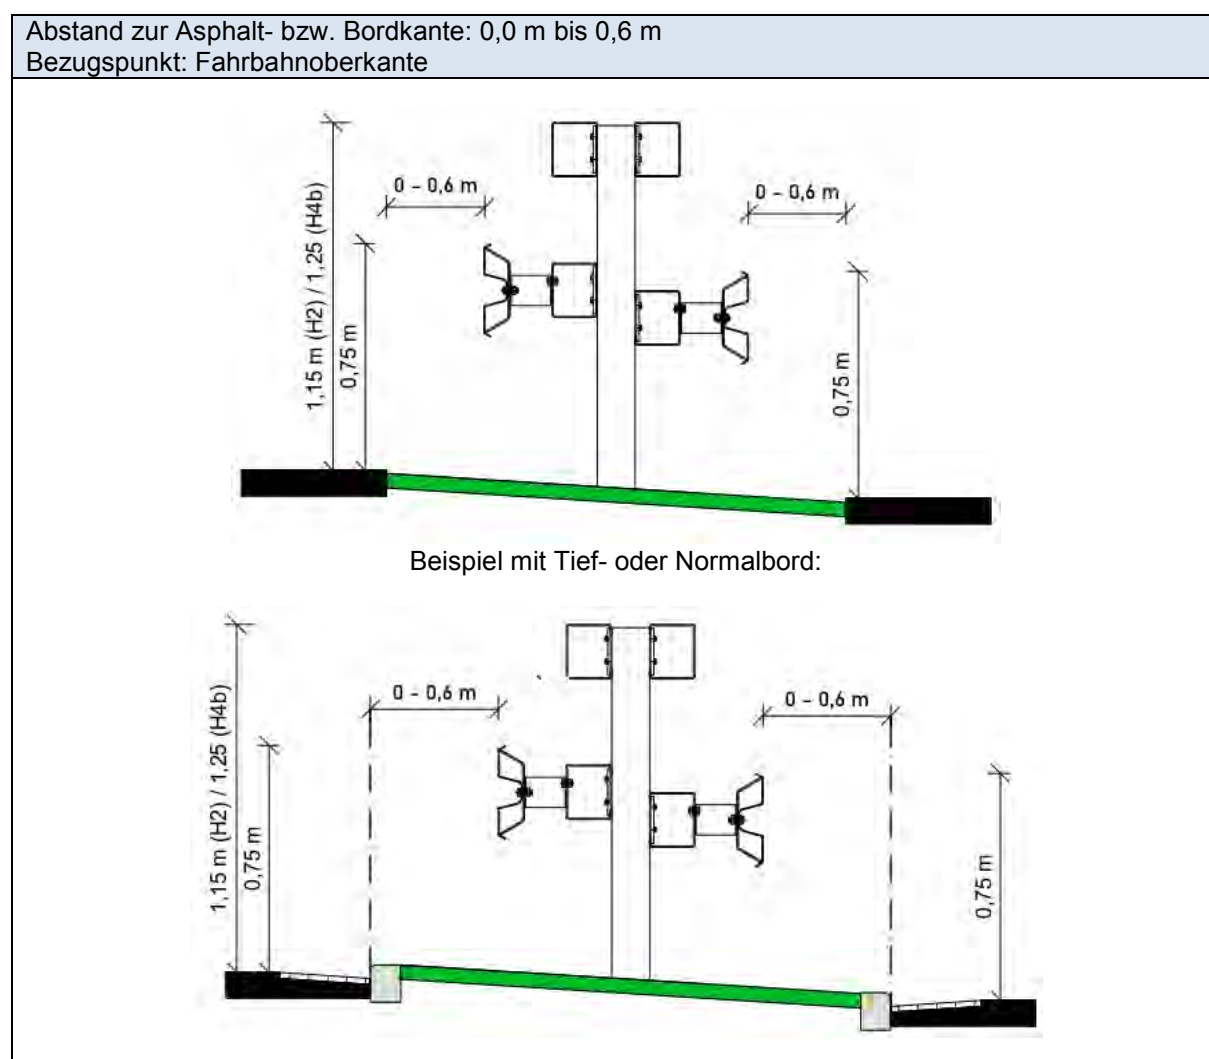 Abstand zur Asphalt- bzw. Bordkante: 0,0 m bis 0,6 m
Bezugspunkt: Fahrbahnoberkante
1,15 m (H2) / 1,25 (H4b)
0,75 m
0 – 0,6 m
0 – 0,6 m
0,75 m
Beispiel mit Tief- oder Normalbord:
1,15 m (H2) / 1,25 (H4b)
0,75 m
0 – 0,6 m
0 – 0,6 m
0,75 m